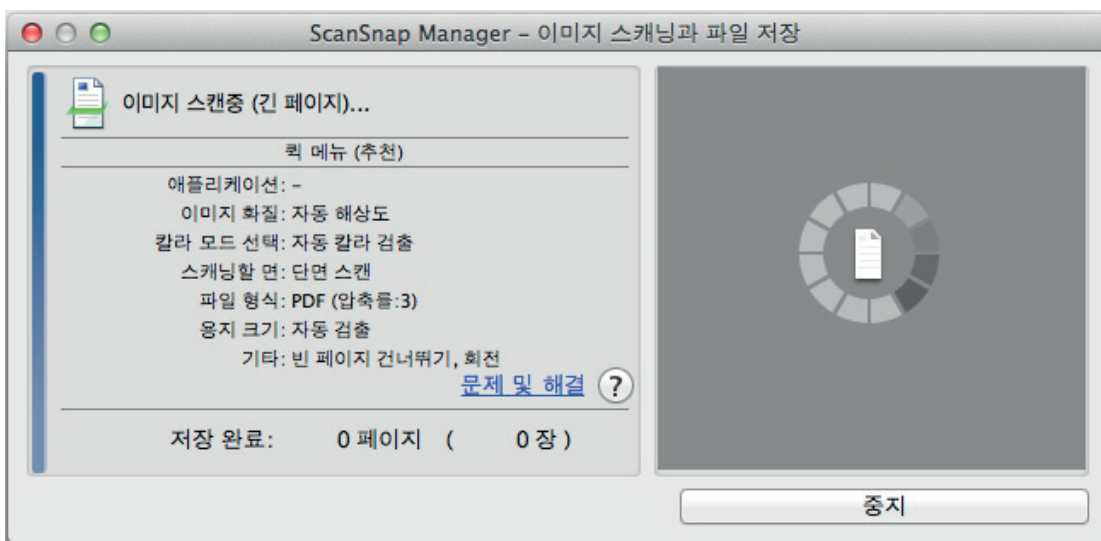 ScanSnap Manager – 이미지 스캐닝과 파일 저장
이미지 스캔중 (긴 페이지)...
퀵 메뉴 (추천)
애플리케이션: –
이미지 화질: 자동 해상도
칼라 모드 선택: 자동 칼라 검출
스캐닝할 면: 단면 스캔
파일 형식: PDF (압축률:3)
용지 크기: 자동 검출
기타: 빈 페이지 건너뛰기, 회전
문제 및 해결 ?
저장 완료: 0 페이지 ( 0 장 )
중지